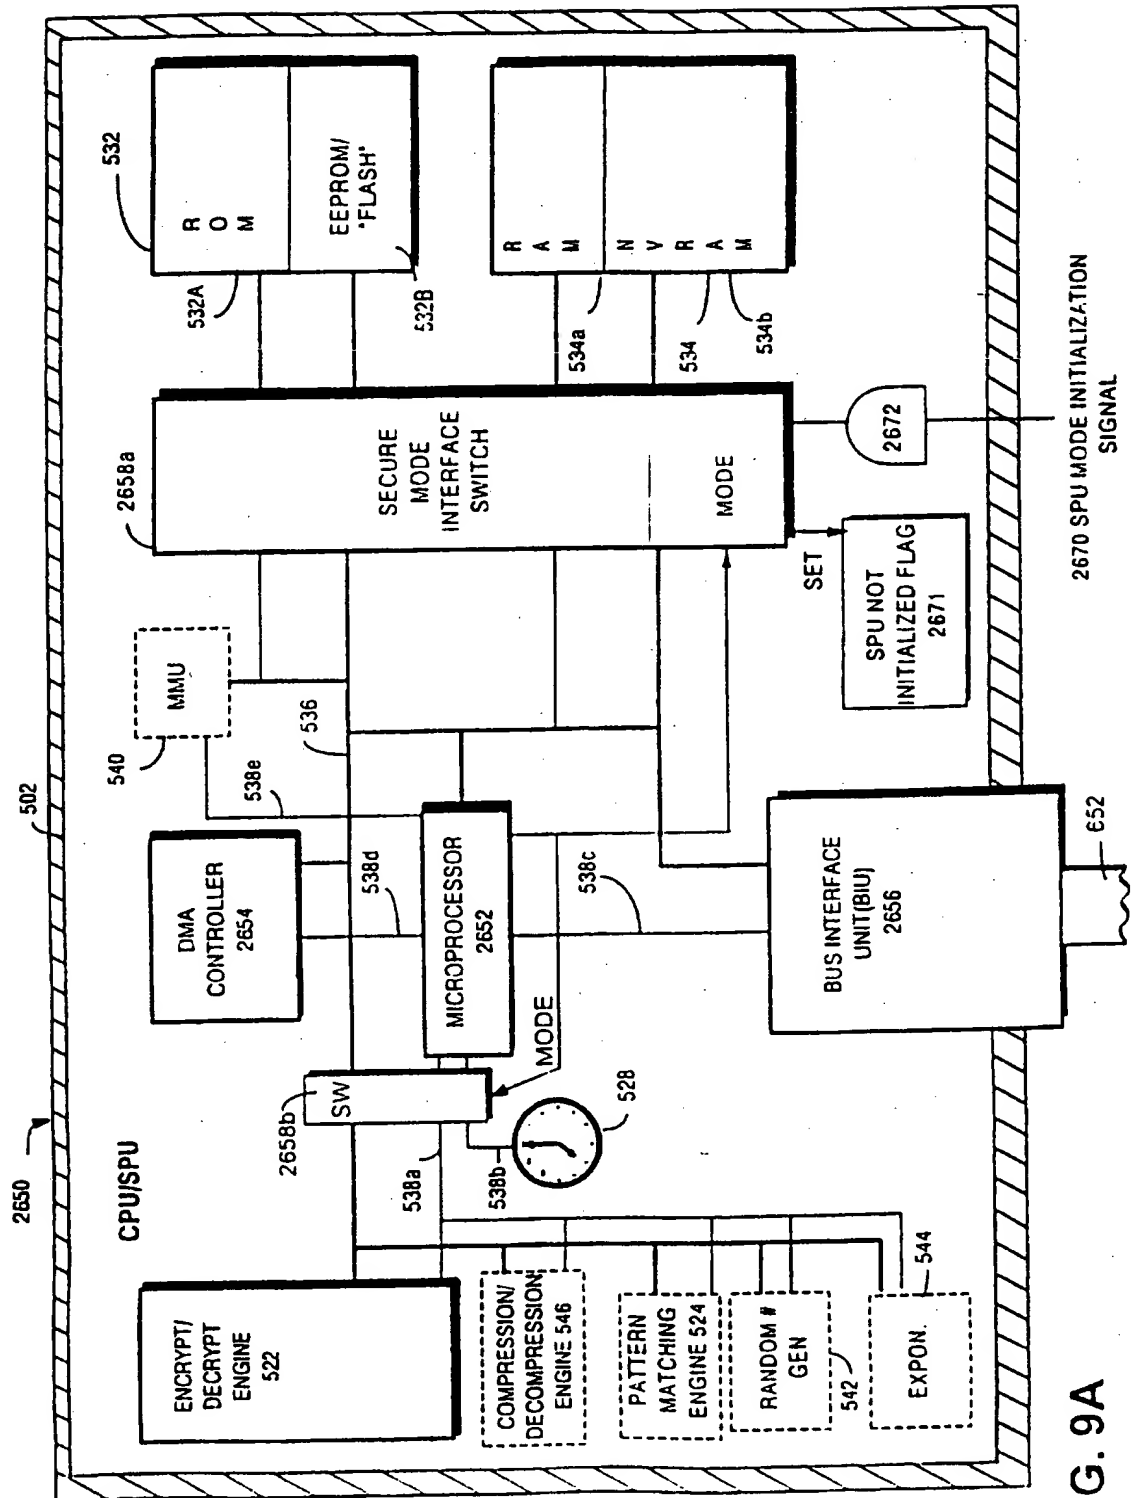 2650
CPU/SPU
502
ENCRYPT/
DECRYPT
ENGINE
522
2658b
SW
DMA
CONTROLLER
2654
540
MMU
2658a
532
R
O
M
532A
EEPROM/
"FLASH"
532B
538a
538b
538d
538e
536
SECURE
MODE
INTERFACE
SWITCH
MODE
R
A
M
534a
N
V
R
A
M
534
534b
COMPRESSION/
DECOMPRESSION
ENGINE 546
528
MODE
MICROPROCESSOR
2652
538c
PATTERN
MATCHING
ENGINE 524
RANDOM #
GEN
542
EXPON.
544
BUS INTERFACE
UNIT(BIU)
2656
652
SET
SPU NOT
INITIALIZED FLAG
2671
2672
2670 SPU MODE INITIALIZATION
SIGNAL
G. 9A